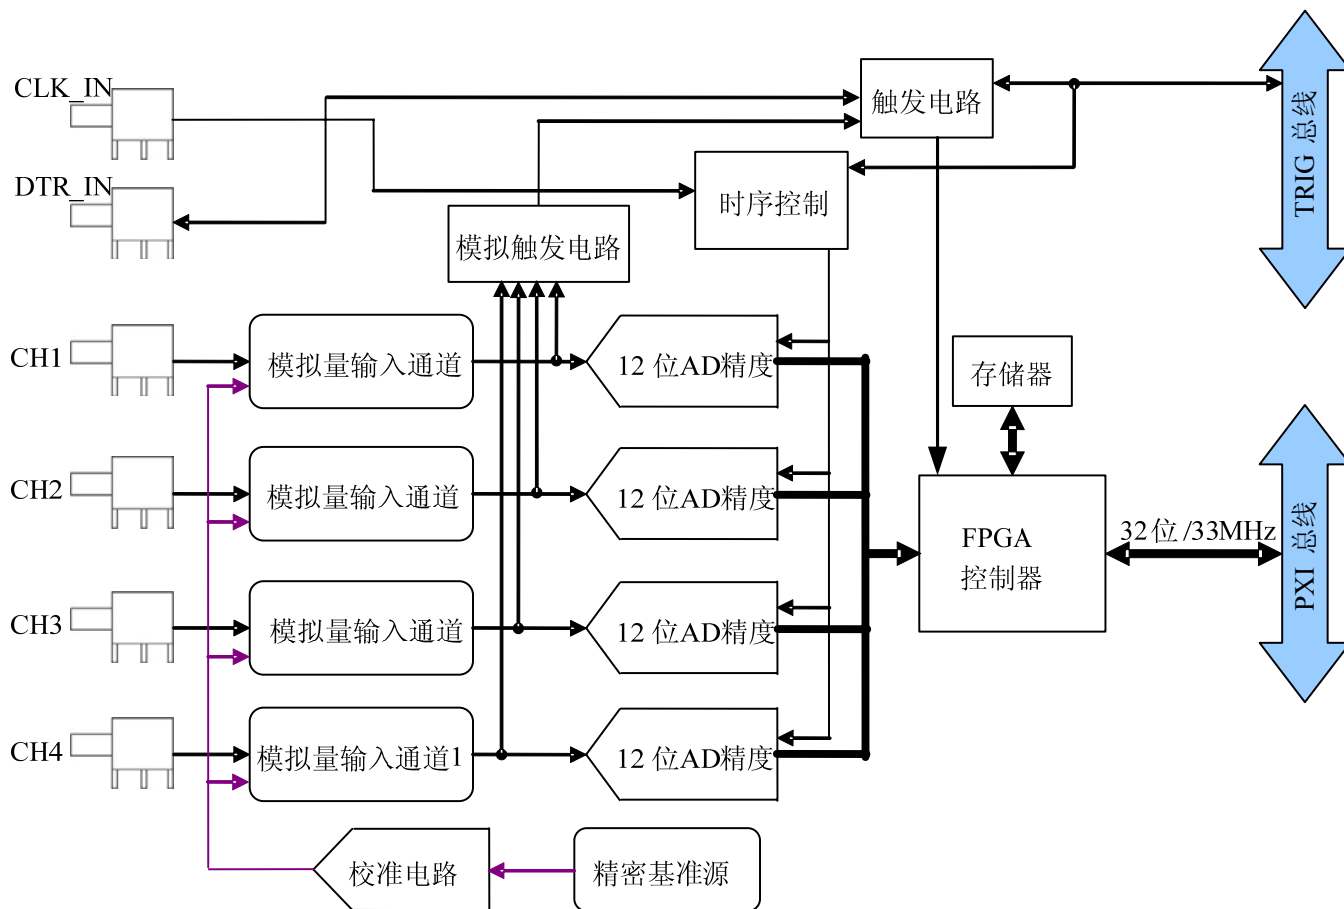 CLK_IN
触发电路
TRIG 总线
DTR_IN
时序控制
模拟触发电路
CH1
模拟量输入通道
12 位AD精度
存储器
CH2
模拟量输入通道
12 位AD精度
FPGA
控制器
32位 /33MHz
PXI 总线
CH3
模拟量输入通道
12 位AD精度
CH4
模拟量输入通道1
12 位AD精度
校准电路
精密基准源